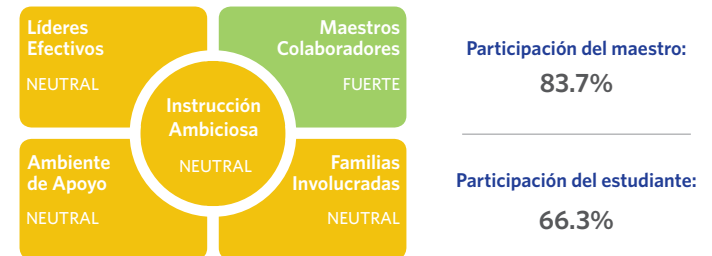 Líderes
Efectivos
NEUTRAL
Maestros
Colaboradores
FUERTE
Instrucción
Ambiciosa
NEUTRAL
Ambiente
de Apoyo
NEUTRAL
Familias
Involucradas
NEUTRAL
Participación del maestro:
83.7%
Participación del estudiante:
66.3%